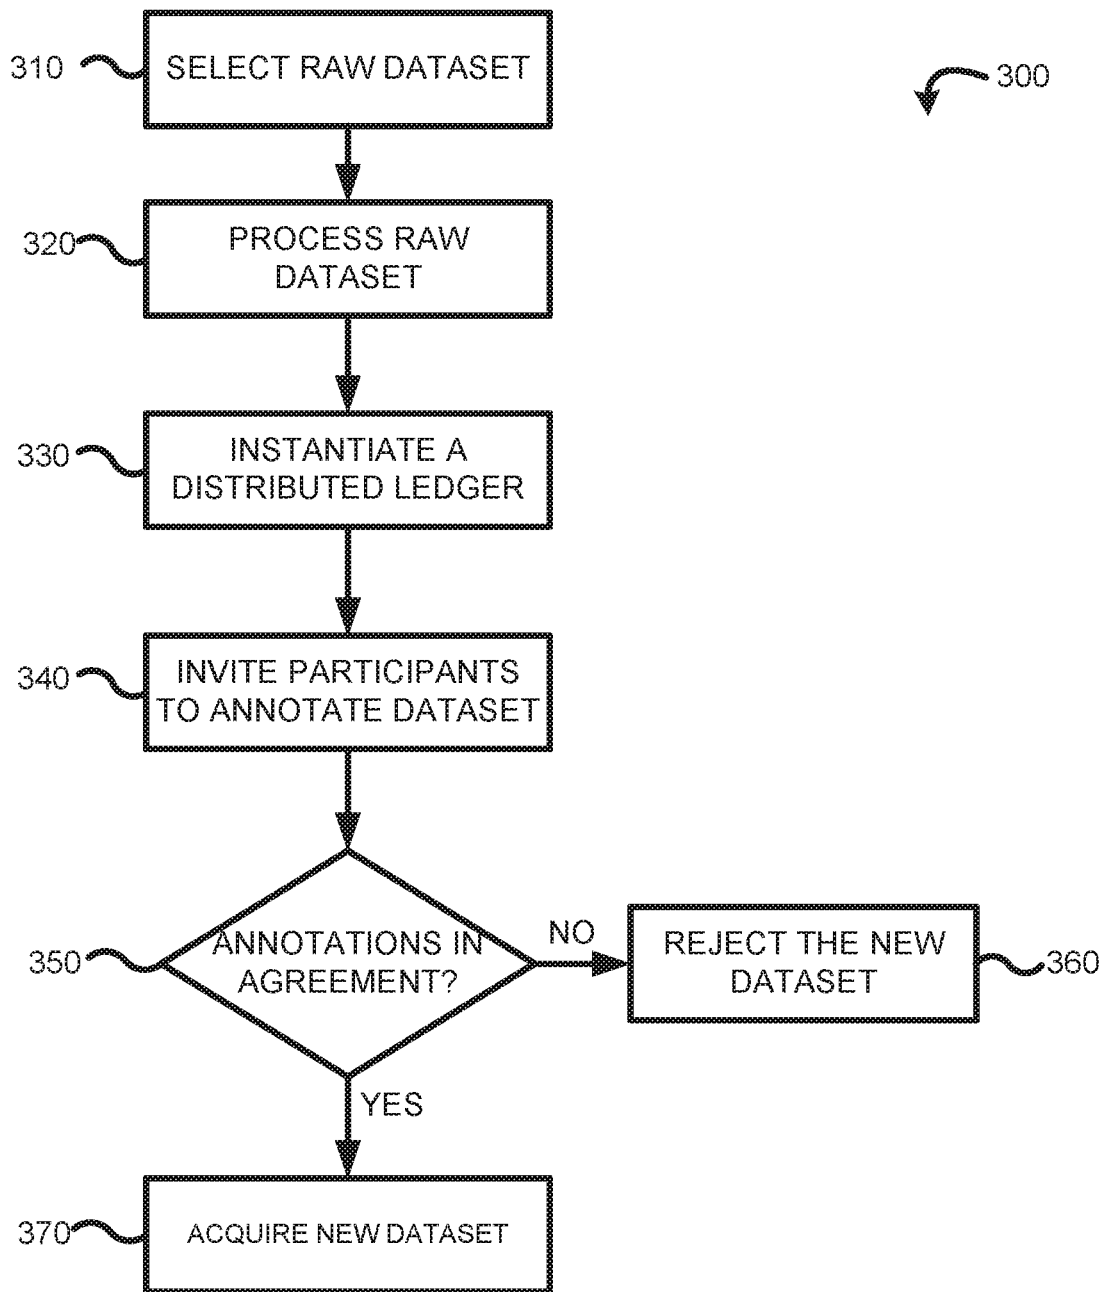 310
SELECT RAW DATASET
300
320
PROCESS RAW
DATASET
330
INSTANTIATE A
DISTRIBUTED LEDGER
340
INVITE PARTICIPANTS
TO ANNOTATE DATASET
350
ANNOTATIONS IN
AGREEMENT?
NO
REJECT THE NEW
DATASET
360
YES
370
ACQUIRE NEW DATASET